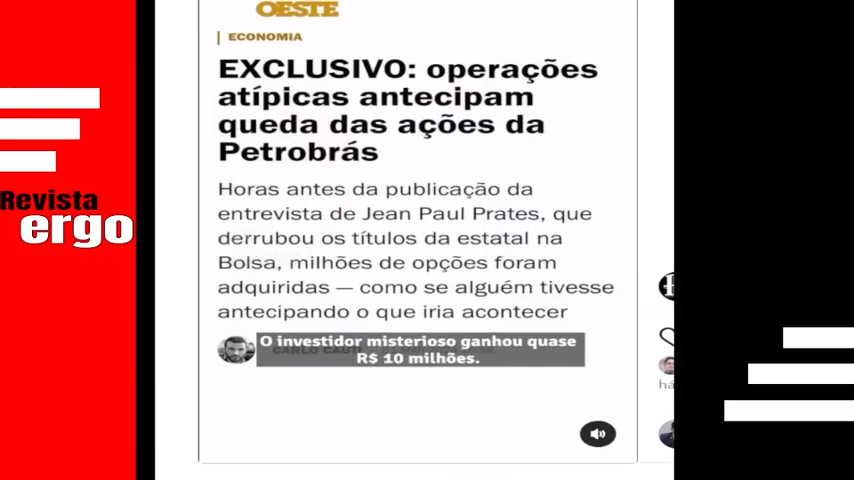 OESTE
ECONOMIA
EXCLUSIVO: operações
atípicas antecipam
queda das ações da
Petrobrás
Horas antes da publicação da
entrevista de Jean Paul Prates, que
derrubou os títulos da estatal na
Bolsa, milhões de opções foram
adquiridas — como se alguém tivesse
antecipando o que iria acontecer
O investidor misterioso ganhou quase
R$ 10 milhões.
Revista
ergo
há